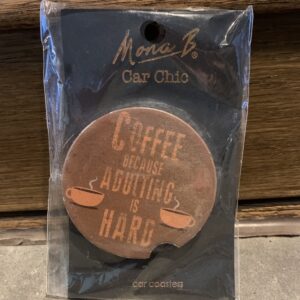 Mona B.®
Car Chic
COFFEE
BECAUSE
ADULTING
IS
HARD
car coasters